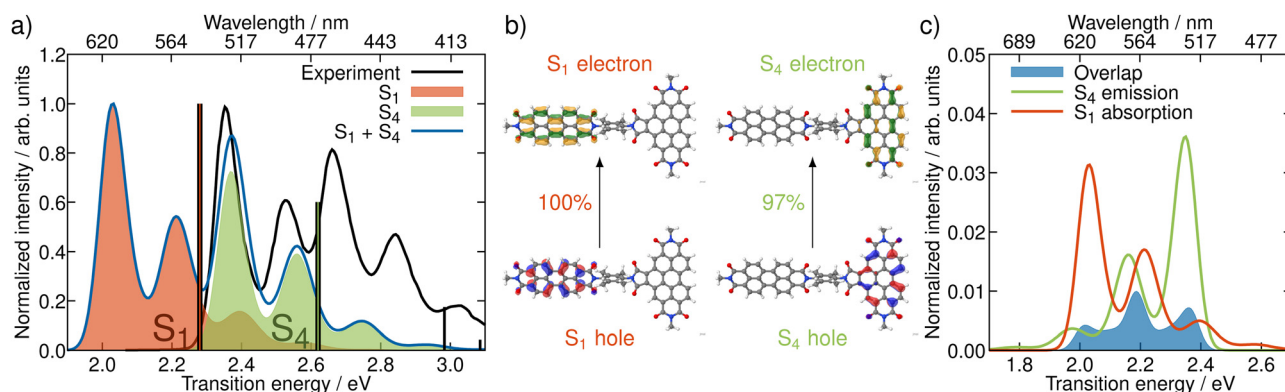 a)
Wavelength / nm
620 564 517 477 443 413
Normalized intensity / arb. units
1.2
1.0
0.8
0.6
0.4
0.2
0.0
Experiment
S₁
S₄
S₁ + S₄
S₁ S₄
2.0 2.2 2.4 2.6 2.8 3.0
Transition energy / eV
b)
S₁ electron S₄ electron
100% 97%
S₁ hole S₄ hole
c)
Wavelength / nm
689 620 564 517 477
Normalized intensity / arb. units
0.05
0.04
0.03
0.02
0.01
0.00
Overlap
S₄ emission
S₁ absorption
1.8 2.0 2.2 2.4 2.6
Transition energy / eV